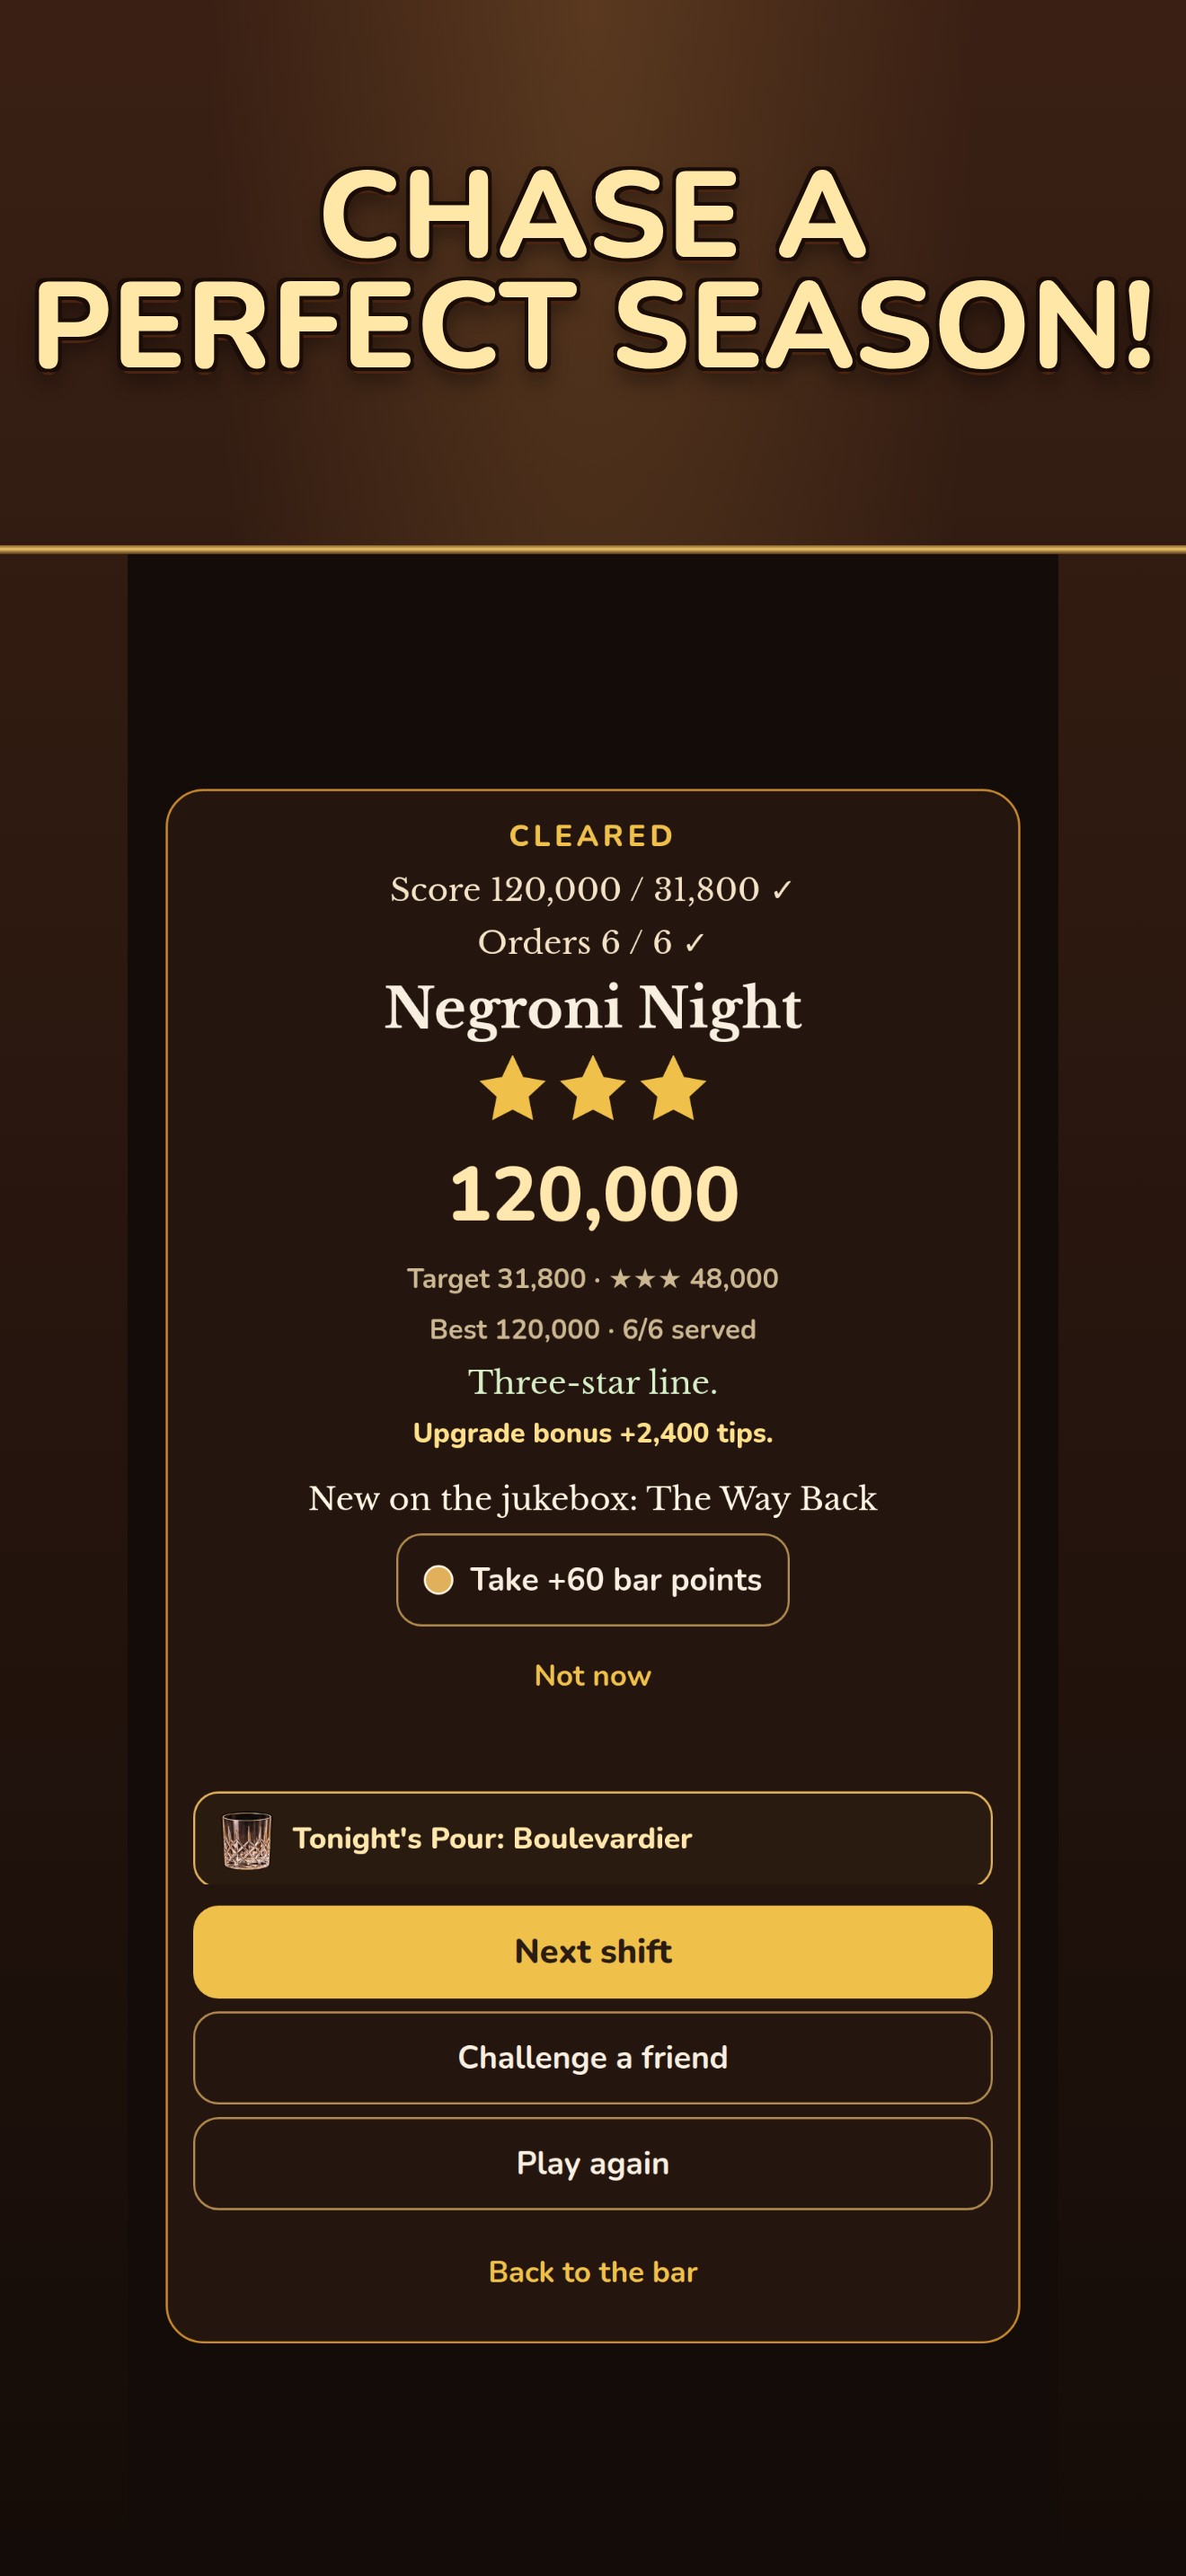 CHASE A
PERFECT SEASON!
CLEARED
Score 120,000 / 31,800 ✓
Orders 6 / 6 ✓
Negroni Night
120,000
Target 31,800 · ★★★ 48,000
Best 120,000 · 6/6 served
Three-star line.
Upgrade bonus +2,400 tips.
New on the jukebox: The Way Back
Take +60 bar points
Not now
Tonight's Pour: Boulevardier
Next shift
Challenge a friend
Play again
Back to the bar